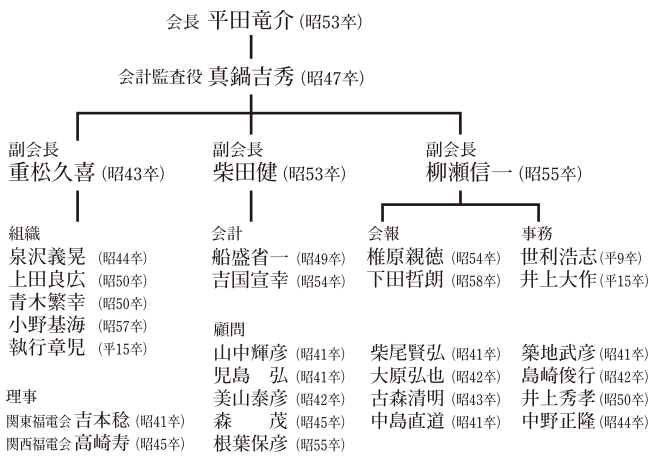 会長 平田竜介(昭53卒)
会計監査役 真鍋吉秀(昭47卒)
副会長
重松久喜(昭43卒)
副会長
柴田健(昭53卒)
副会長
柳瀬信一(昭55卒)
組織
泉沢義晃(昭44卒)
上田良広(昭50卒)
青木繁幸(昭50卒)
小野基海(昭57卒)
執行章児(平15卒)
会計
船盛省一(昭49卒)
吉国宣幸(昭54卒)
会報
椎原親徳(昭54卒)
下田哲朗(昭58卒)
事務
世利浩志(平9卒)
井上大作(平15卒)
顧問
山中輝彦(昭41卒)
児島 弘(昭41卒)
美山泰彦(昭42卒)
森 茂(昭45卒)
根葉保彦(昭55卒)
柴尾賢弘(昭41卒)
大原弘也(昭42卒)
古森清明(昭43卒)
中島直道(昭41卒)
築地武彦(昭41卒)
島崎俊行(昭42卒)
井上秀孝(昭50卒)
中野正隆(昭44卒)
理事
関東福電会 吉本稔(昭41卒)
関西福電会 高崎寿(昭45卒)